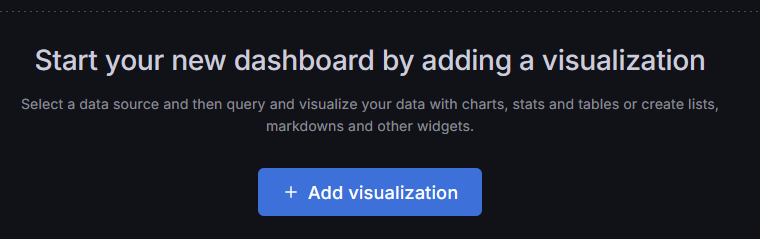 Start your new dashboard by adding a visualization
Select a data source and then query and visualize your data with charts, stats and tables or create lists,
markdowns and other widgets.
+ Add visualization